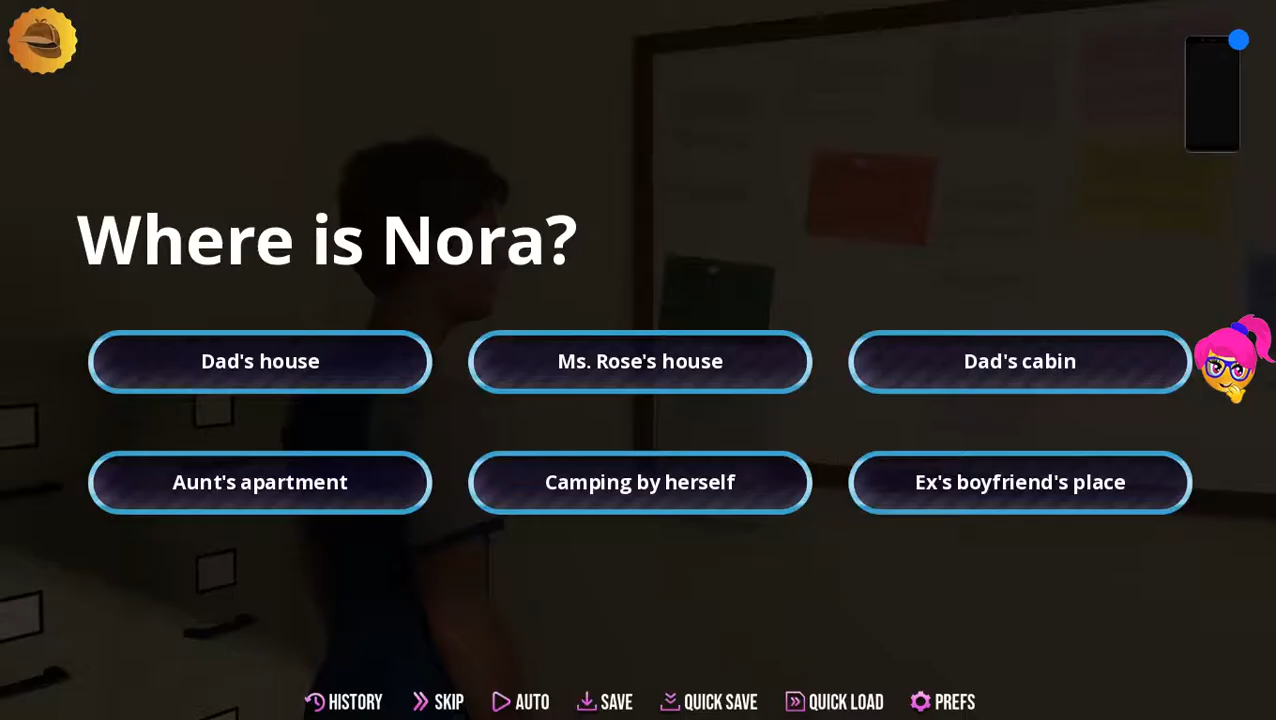 Where is Nora?
Dad's house
Ms. Rose's house
Dad's cabin
Aunt's apartment
Camping by herself
Ex's boyfriend's place
HISTORY
SKIP
AUTO
SAVE
QUICK SAVE
QUICK LOAD
PREFS